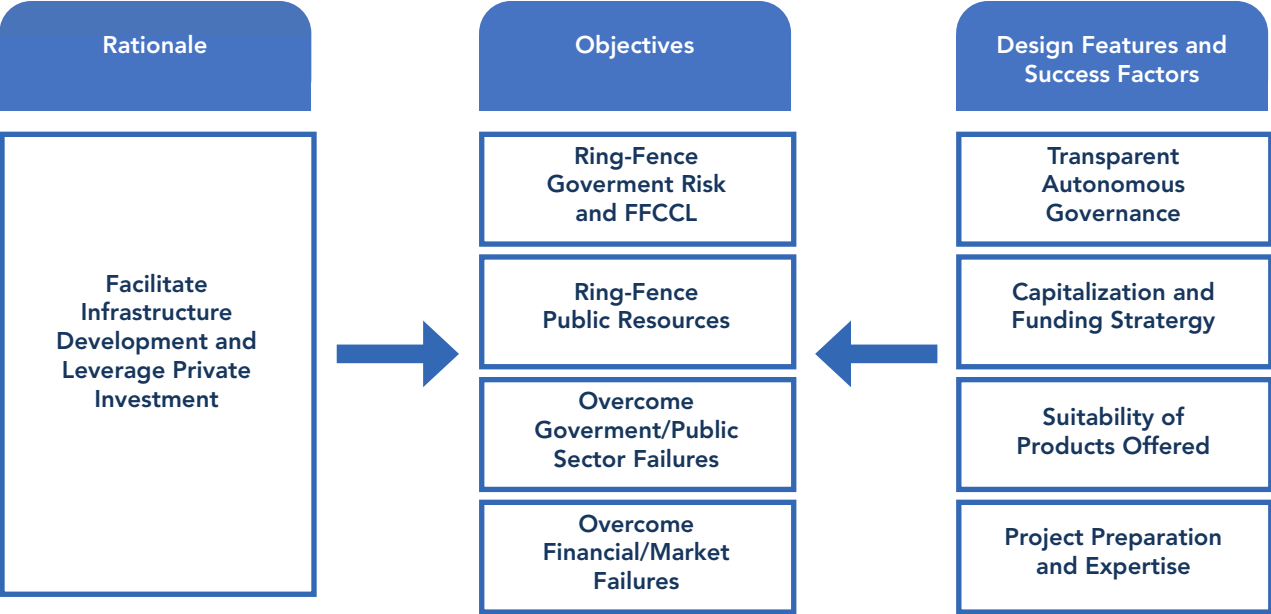 Rationale
Facilitate
Infrastructure
Development and
Leverage Private
Investment
Objectives
Ring-Fence
Goverment Risk
and FFCCL
Ring-Fence
Public Resources
Overcome
Goverment/Public
Sector Failures
Overcome
Financial/Market
Failures
Design Features and
Success Factors
Transparent
Autonomous
Governance
Capitalization and
Funding Stratergy
Suitability of
Products Offered
Project Preparation
and Expertise